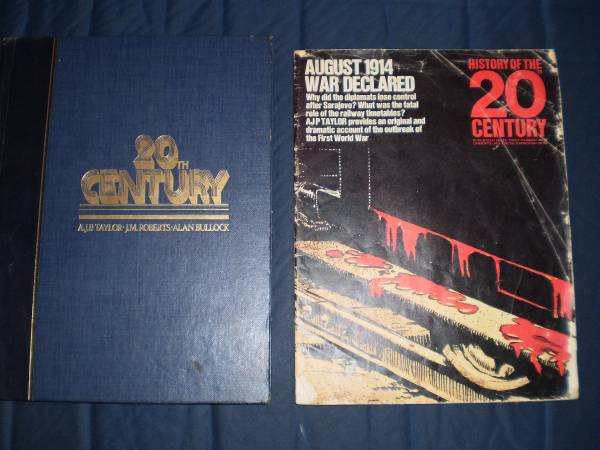 20TH
CENTURY
A.J.P. TAYLOR · J.M. ROBERTS · ALAN BULLOCK
AUGUST 1914
WAR DECLARED
Why did the diplomats lose control
after Sarajevo? What was the fatal
role of the railway timetables?
AJP TAYLOR provides an original and
dramatic account of the outbreak of
the First World War
HISTORY OF THE
20TH
CENTURY